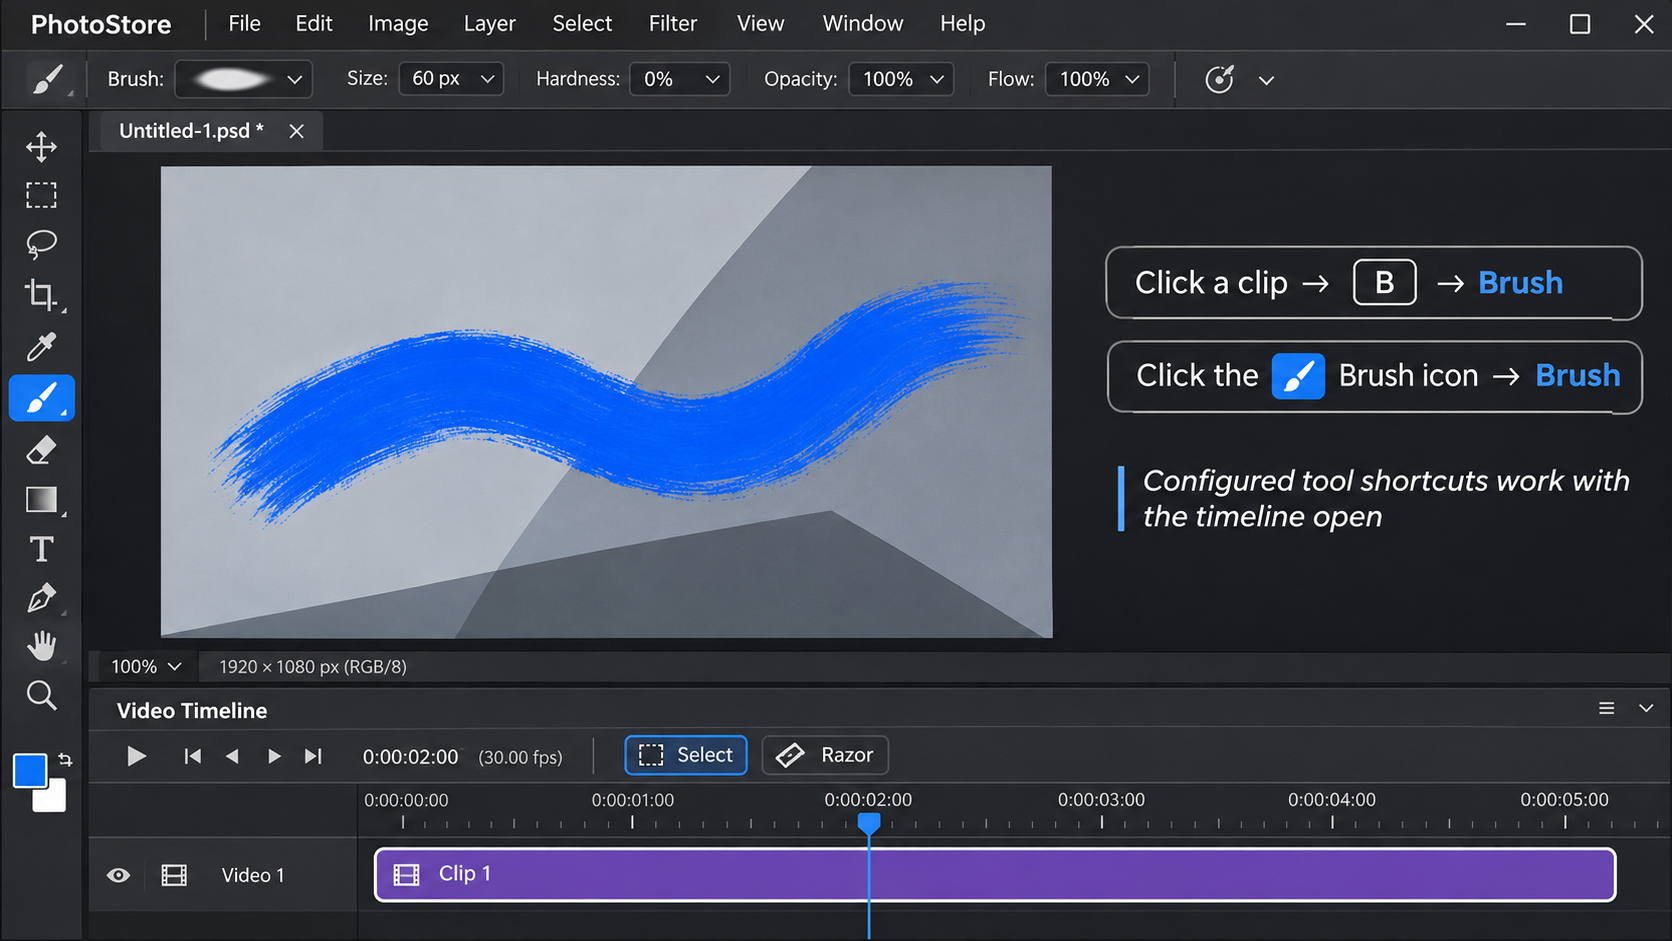 PhotoStore File Edit Image Layer Select Filter View Window Help
Brush: Size: 60 px Hardness: 0% Opacity: 100% Flow: 100%
Untitled-1.psd *
Click a clip → B → Brush
Click the Brush icon → Brush
Configured tool shortcuts work with
the timeline open
T
100% 1920 × 1080 px (RGB/8)
Video Timeline
0:00:02:00 (30.00 fps) Select Razor
0:00:00:00 0:00:01:00 0:00:02:00 0:00:03:00 0:00:04:00 0:00:05:00
Video 1 Clip 1